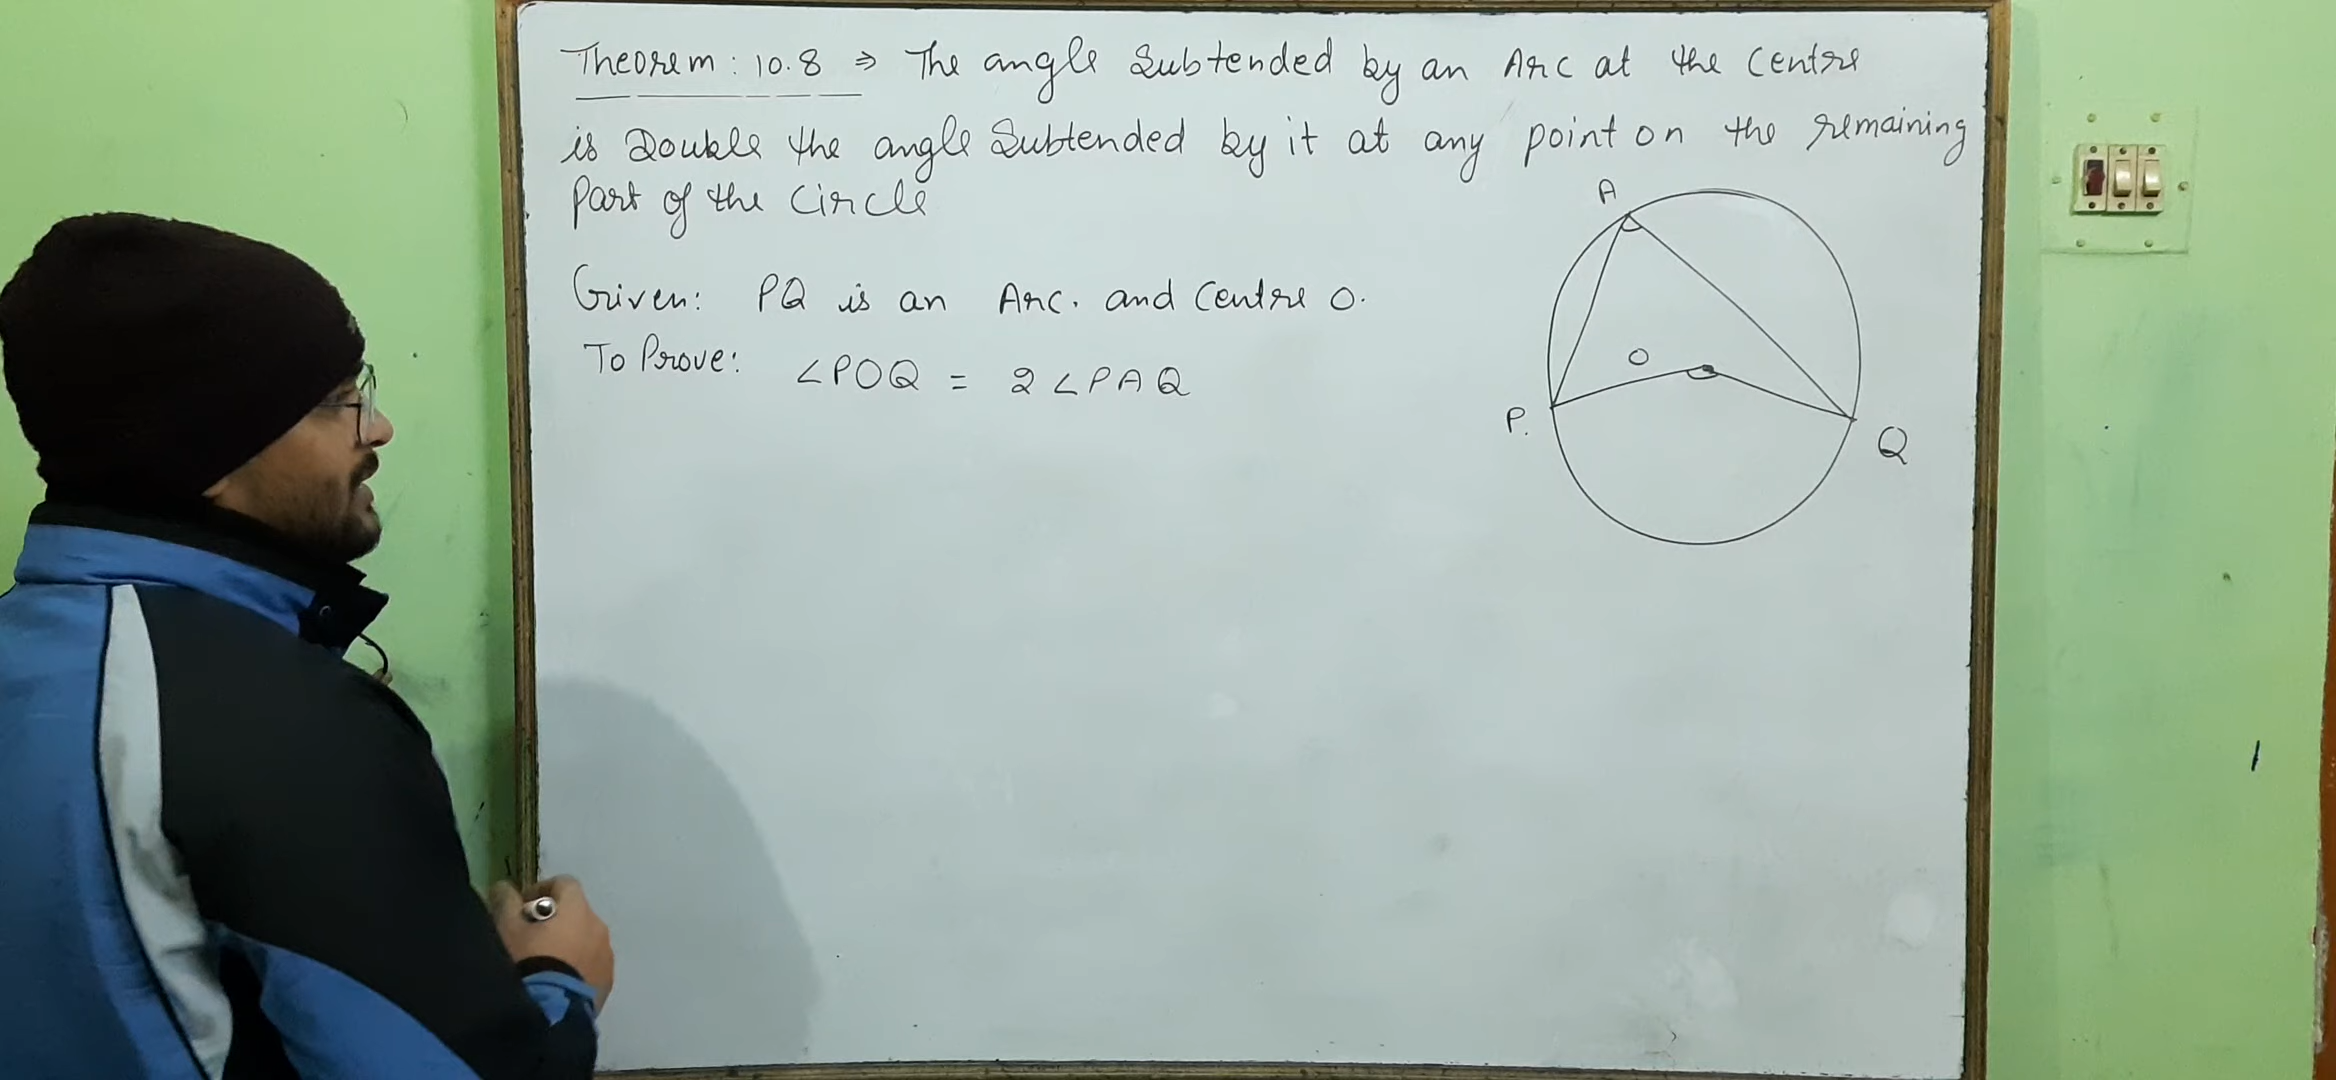 Theorem : 10.8 ⇒ The angle Subtended by an Arc at the Centre
is Double the angle Subtended by it at any point on the remaining
Part of the Circle
Given: PQ is an Arc. and Centre O.
To Prove: ∠POQ = 2∠PAQ
A
O
P.
Q